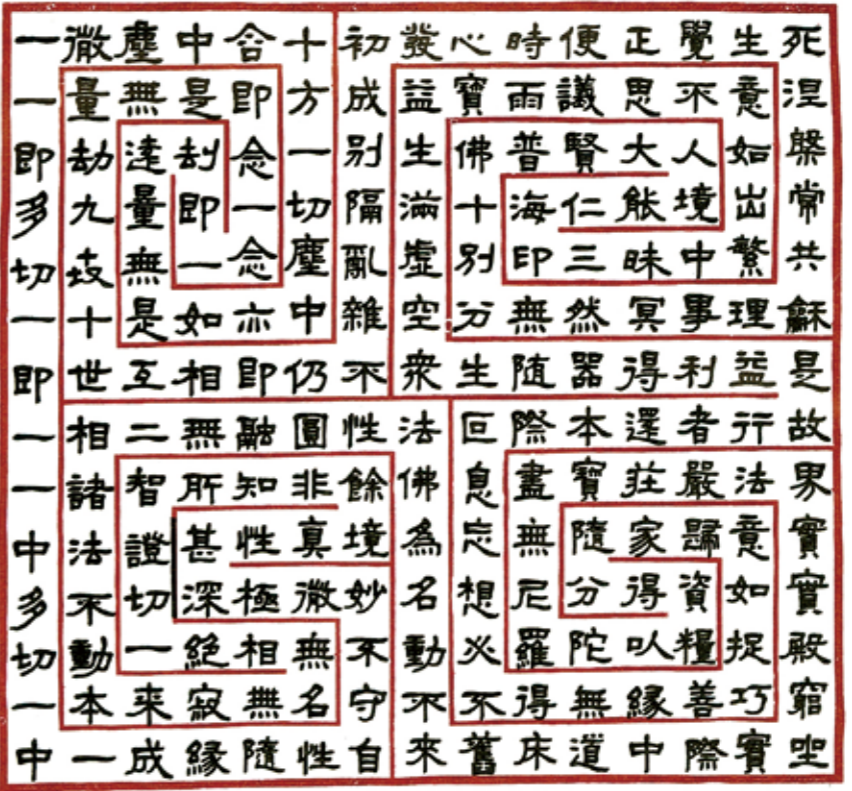 一微塵中含十初發心時便正覺生死
一量無是即方成益寶雨議思不意涅
即劫遠劫念一別生佛普賢大人如槃
多九量即一切隔滿十海仁能境出常
切世無一念塵亂虛別印三昧中繁共
一十是如亦中雜空分無然冥事理龢
即世互相即仍不衆生随器得利益是
一相二無融圓性法叵際本還者行故
一諸智所知非餘佛息盡寶莊嚴法界
中法證甚性真境為忘無隨家歸意實
多不切深極微妙名想尼分得資如寶
切動一絕相無不動必羅陀以糧捉殿
一本來寂無名守不不得無緣善巧窮
中一成緣隨性自來舊床道中際實坐